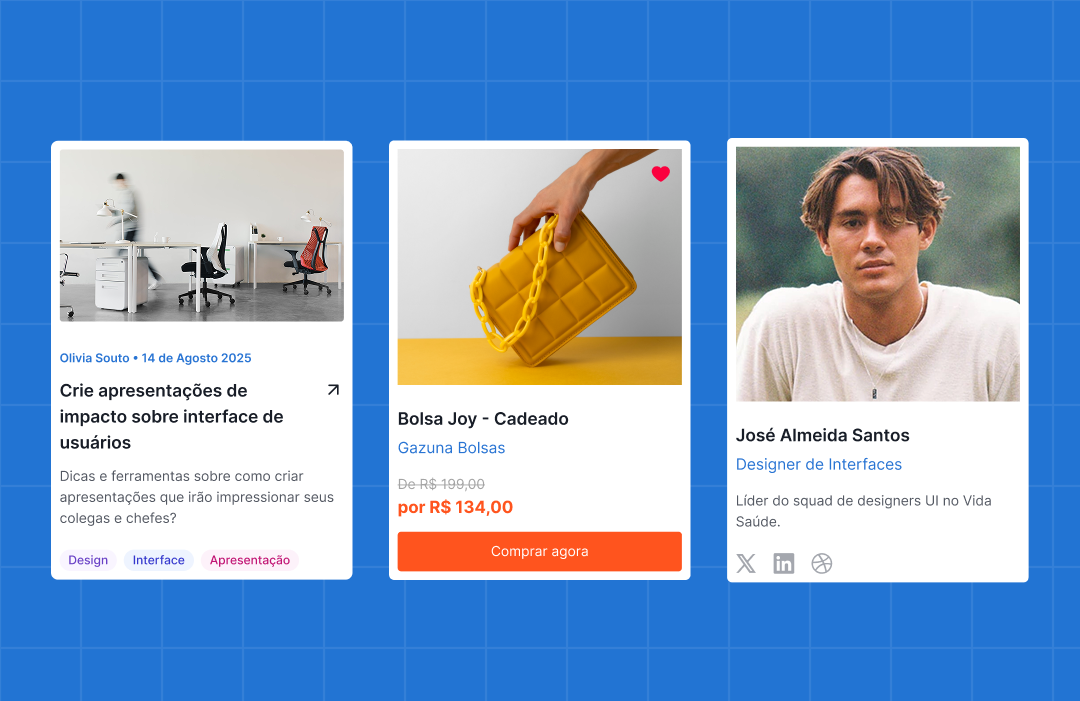 Olivia Souto • 14 de Agosto 2025
Crie apresentações de
impacto sobre interface de
usuários
Dicas e ferramentas sobre como criar
apresentações que irão impressionar seus
colegas e chefes?
Design
Interface
Apresentação
Bolsa Joy - Cadeado
Gazuna Bolsas
De R$ 199,00
por R$ 134,00
Comprar agora
José Almeida Santos
Designer de Interfaces
Líder do squad de designers UI no Vida
Saúde.